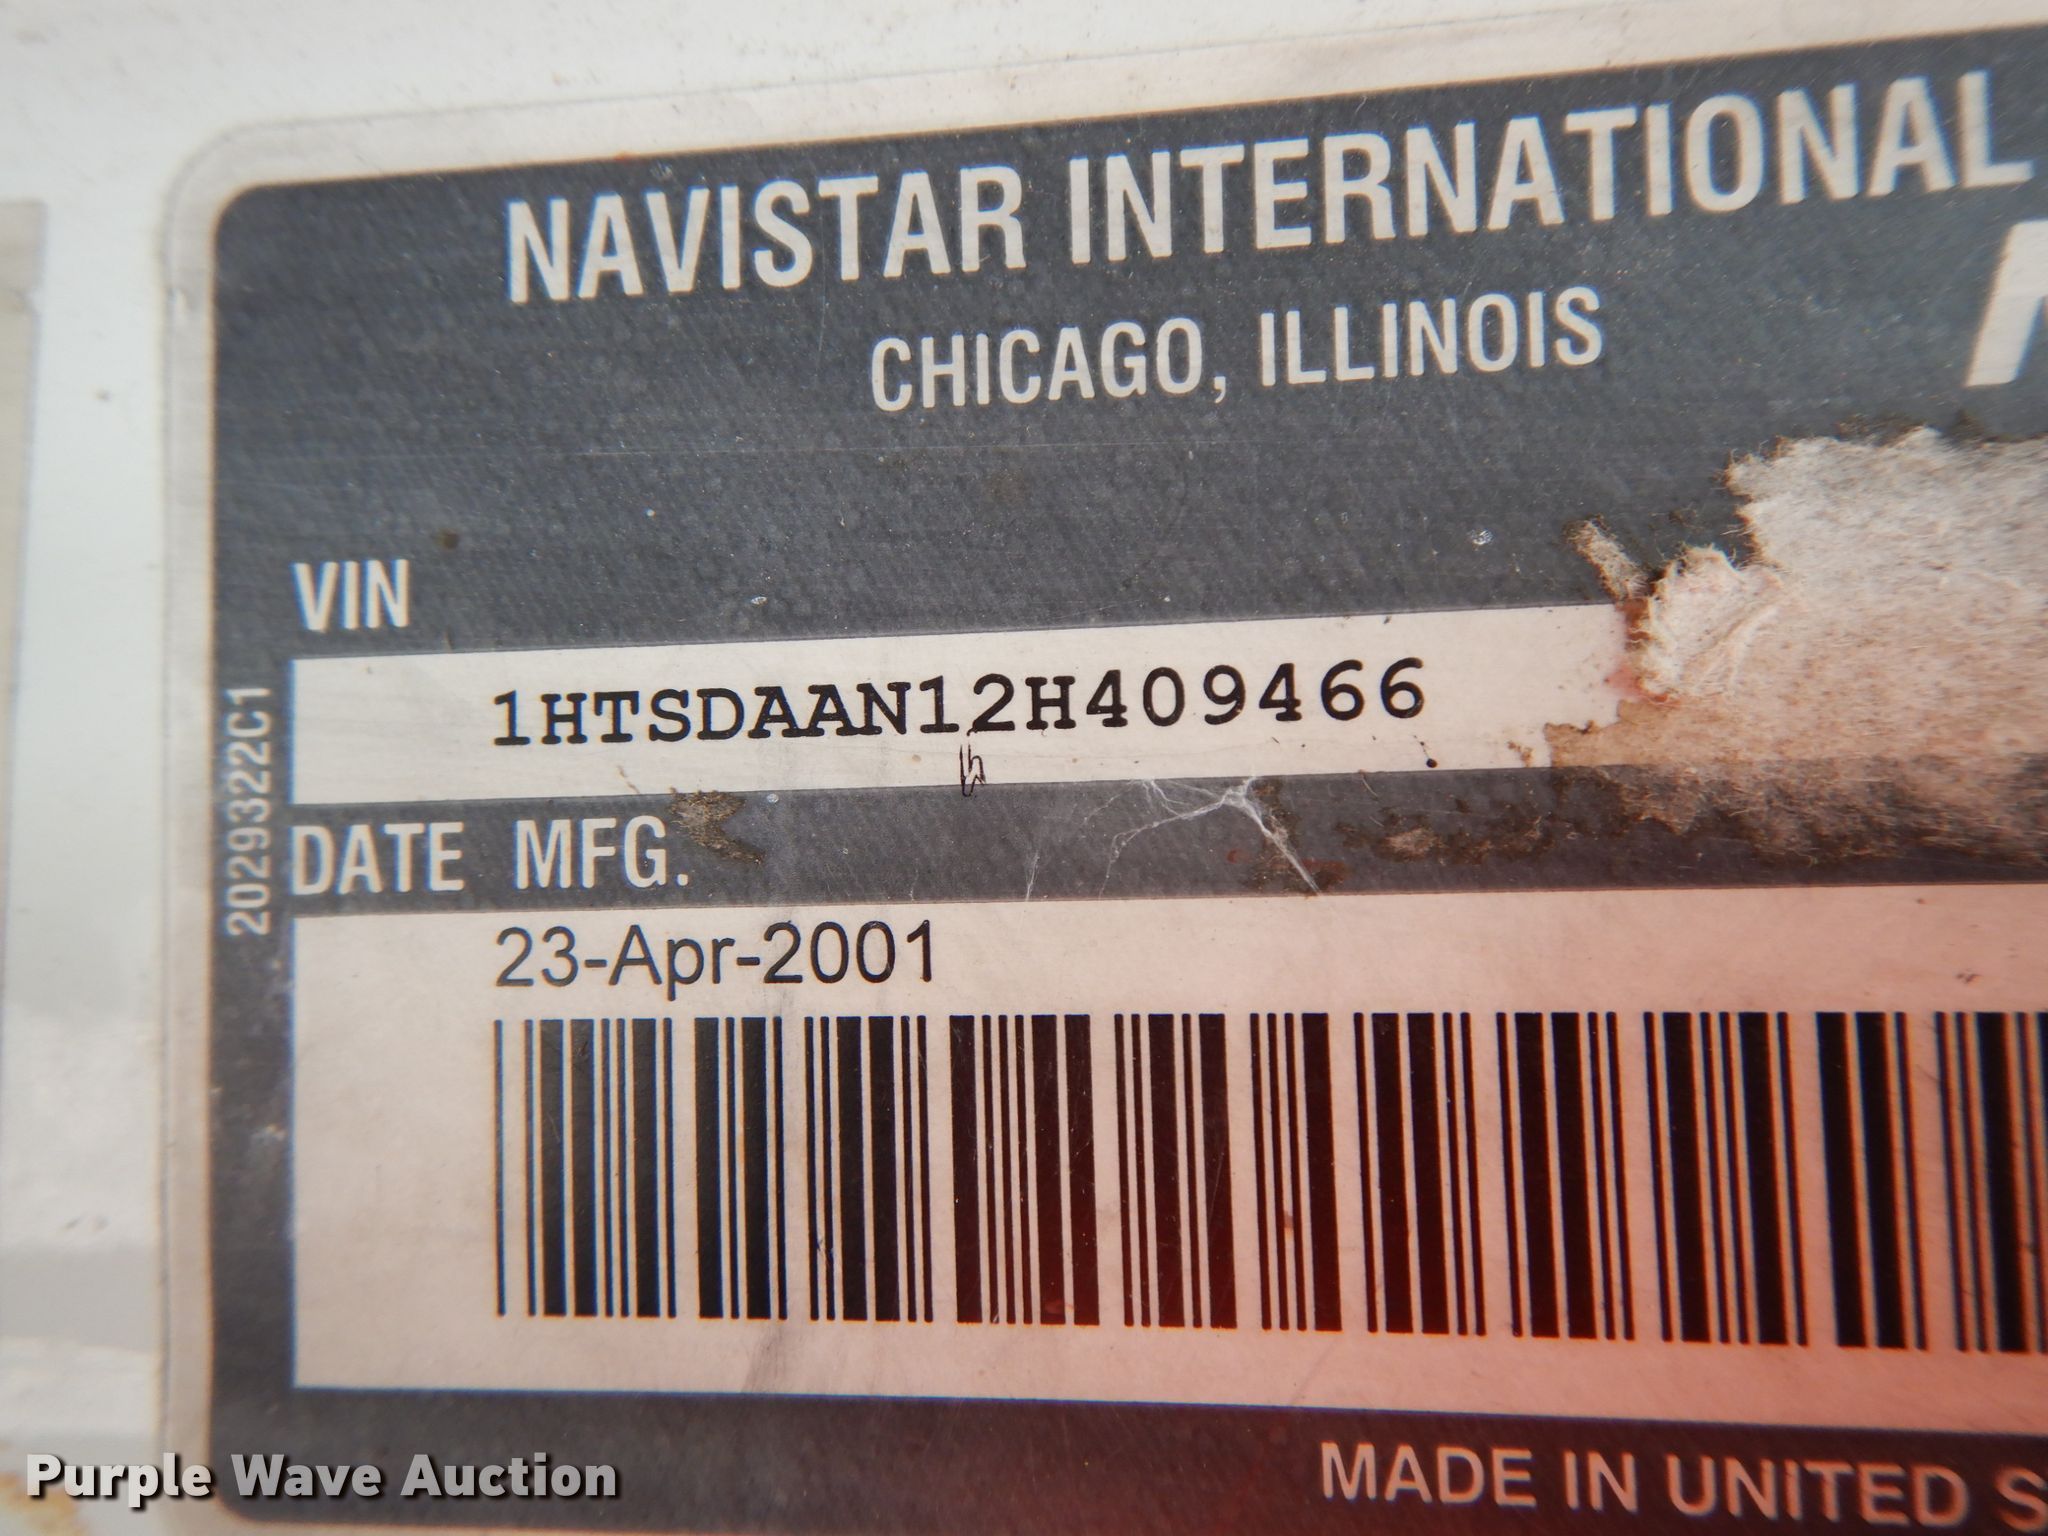 NAVISTAR INTERNATIONAL
CHICAGO, ILLINOIS
VIN
1HTSDAAN12H409466
2029322C1
DATE MFG.
23-Apr-2001
MADE IN UNITED S
Purple Wave Auction